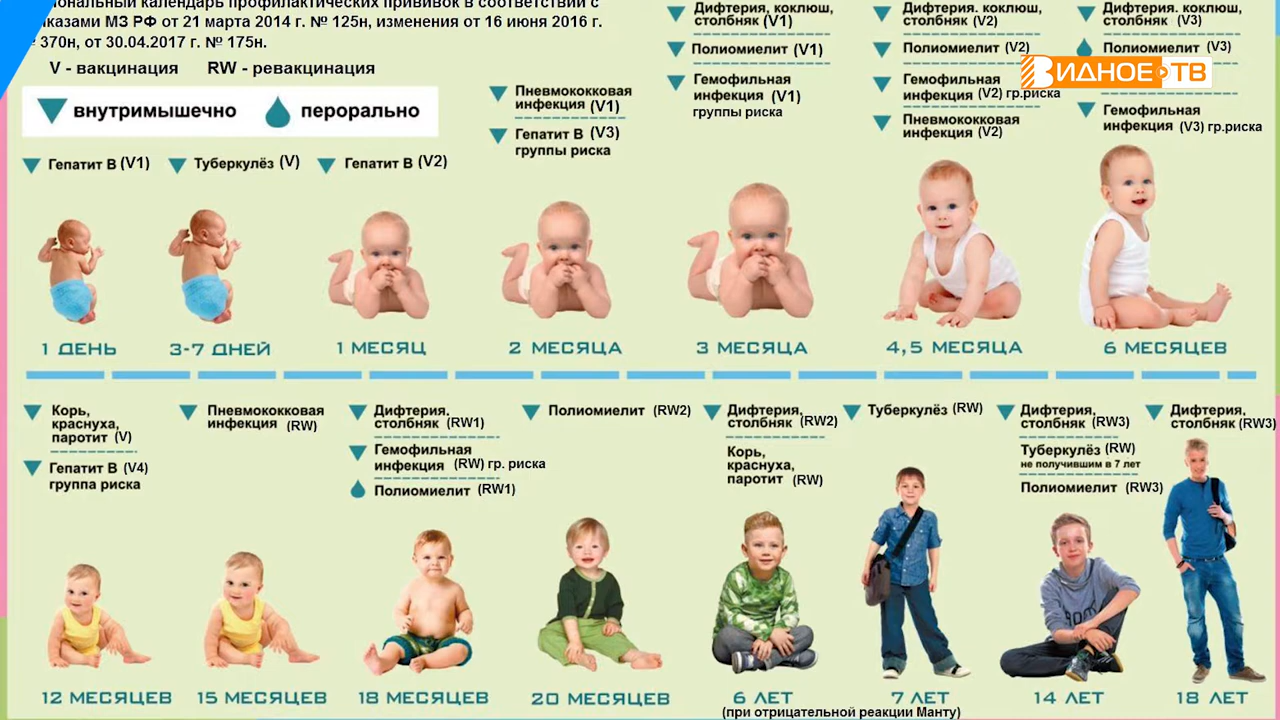 календарь профилактических прививок в соответствии с
приказами МЗ РФ от 21 марта 2014 г. № 125н, изменения от 16 июня 2016 г.
370н, от 30.04.2017 г. № 175н.
V - вакцинация RW - ревакцинация
внутримышечно перорально
Гепатит В (V1)
Туберкулёз (V)
Гепатит В (V2)
Пневмококковая
инфекция (V1)
Гепатит В (V3)
группы риска
Дифтерия, коклюш,
столбняк (V1)
Полиомиелит (V1)
Гемофильная
инфекция (V1)
группы риска
Дифтерия. коклюш,
столбняк (V2)
Полиомиелит (V2)
Гемофильная
инфекция (V2) гр.риска
Пневмококковая
инфекция (V2)
Дифтерия, коклюш,
столбняк (V3)
Полиомиелит (V3)
ВИДНОЕ ТВ
Гемофильная
инфекция (V3) гр.риска
1 ДЕНЬ
3-7 ДНЕЙ
1 МЕСЯЦ
2 МЕСЯЦА
3 МЕСЯЦА
4,5 МЕСЯЦА
6 МЕСЯЦЕВ
Корь,
краснуха,
паротит (V)
Гепатит В (V4)
группа риска
Пневмококковая
инфекция (RW)
Дифтерия,
столбняк (RW1)
Гемофильная
инфекция (RW) гр. риска
Полиомиелит (RW1)
Полиомиелит (RW2)
Дифтерия,
столбняк (RW2)
Корь,
краснуха,
паротит (RW)
Туберкулёз (RW)
Дифтерия,
столбняк (RW3)
Туберкулёз (RW)
не получившим в 7 лет
Полиомиелит (RW3)
Дифтерия,
столбняк (RW3)
12 МЕСЯЦЕВ
15 МЕСЯЦЕВ
18 МЕСЯЦЕВ
20 МЕСЯЦЕВ
6 ЛЕТ
7 ЛЕТ
14 ЛЕТ
18 ЛЕТ
(при отрицательной реакции Манту)